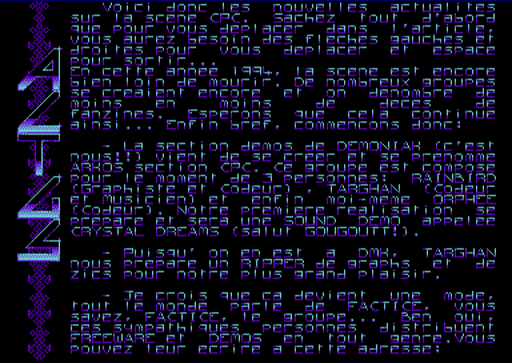 Voici donc les nouvelles actualites
sur la scene CPC. Sachez tout d'abord
que pour vous deplacer dans l'article,
vous aurez besoin des fleches gauches et
droites pour vous deplacer et espace
pour sortir...
En cette annee 1994, la scene est encore
bien loin de mourir. De nombreux groupes
se creaient encore et on denombre de
moins en moins de deces de
fanzines. Esperons que cela continue
ainsi... Enfin bref, commencons donc:
- La section demos de DEMONIAK (c'est
nous!!) vient de se creer et se prenomme
ARKOS section CPC. Ce groupe est compose
pour le moment de 3 personnes: RAINBIRD
(Graphiste et Codeur), TARGHAN (Codeur
et Musicien) et enfin moi-meme ORPHEE
(Codeur). Notre premiere realisation se
preparant sera une SOUND DEMO appelee
CRYSTAL DREAMS (salut GOUGOUTT!).
- Puisqu' on en est a DMK, TARGHAN
nous prepare un RIPPER de graphs et de
zics pour notre plus grand plaisir.
- Je crois que ca devient une mode,
tout le monde parle de FACTICE. Vous
savez, FACTICE, le groupe... Ben oui
ces sympathiques personnes distribuent
FREEWARE et DEMOS en tout genre.Vous
pouvez leur ecrire a cette adresse: